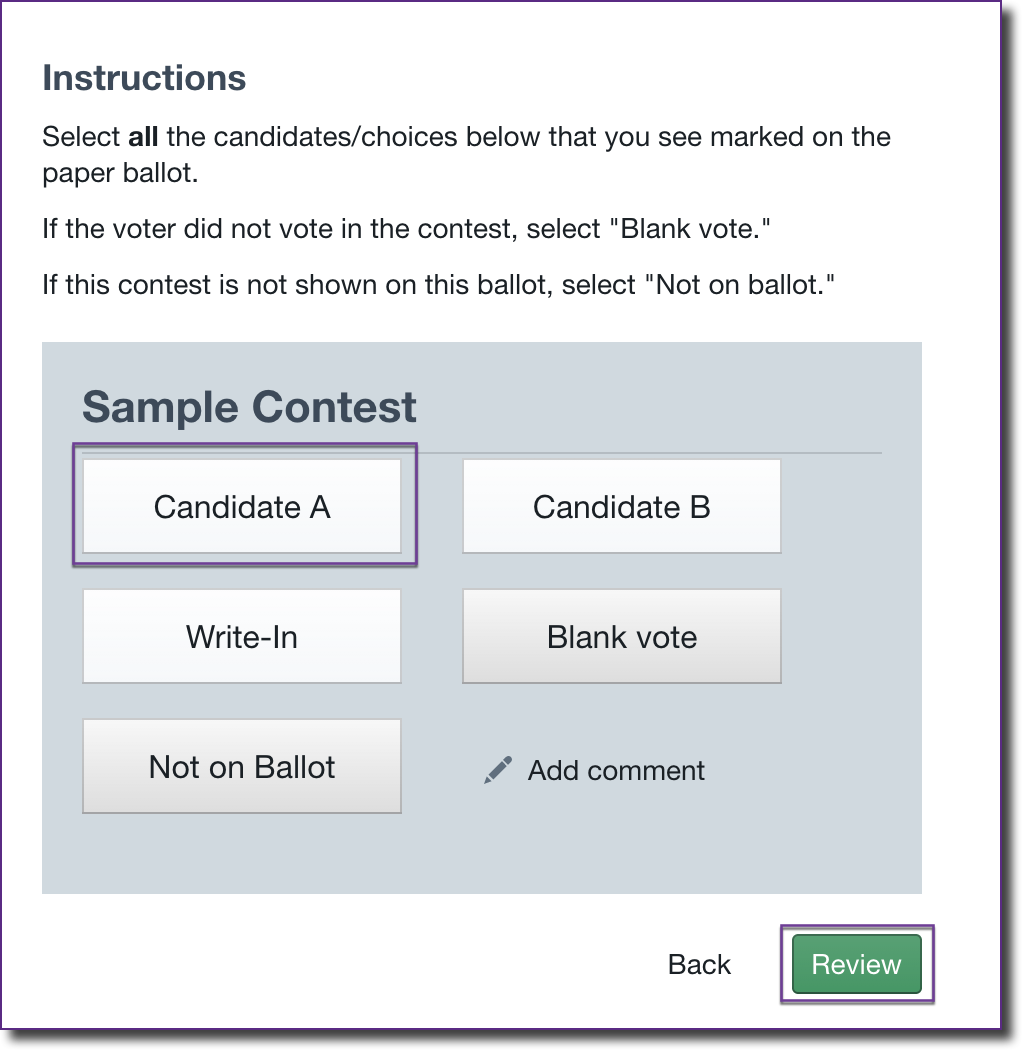 Instructions
Select all the candidates/choices below that you see marked on the
paper ballot.
If the voter did not vote in the contest, select "Blank vote."
If this contest is not shown on this ballot, select "Not on ballot."
Sample Contest
Candidate A
Candidate B
Write-In
Blank vote
Not on Ballot
Add comment
Back
Review